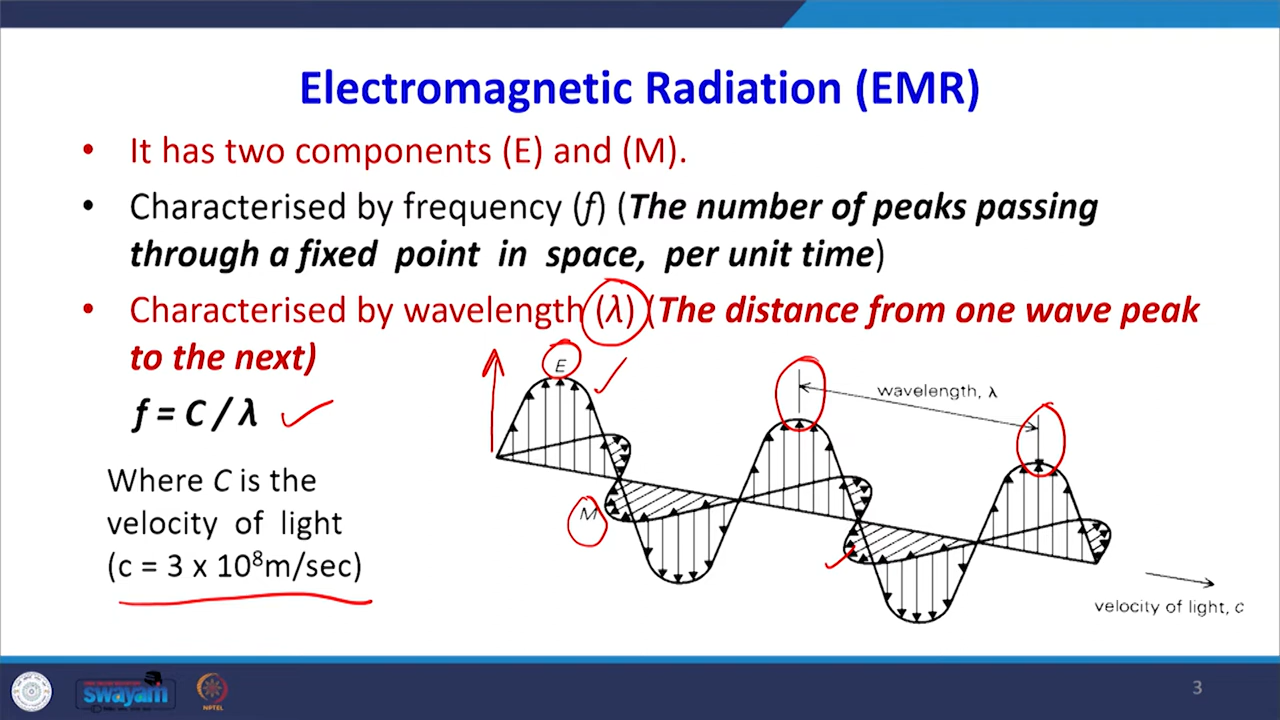 Electromagnetic Radiation (EMR)
• It has two components (E) and (M).
• Characterised by frequency (f) (The number of peaks passing
through a fixed point in space, per unit time)
• Characterised by wavelength (λ) (The distance from one wave peak
to the next)
f = C / λ
Where C is the
velocity of light
(c = 3 x 10⁸m/sec)
E
M
wavelength, λ
velocity of light, c
swayam
NPTEL
3